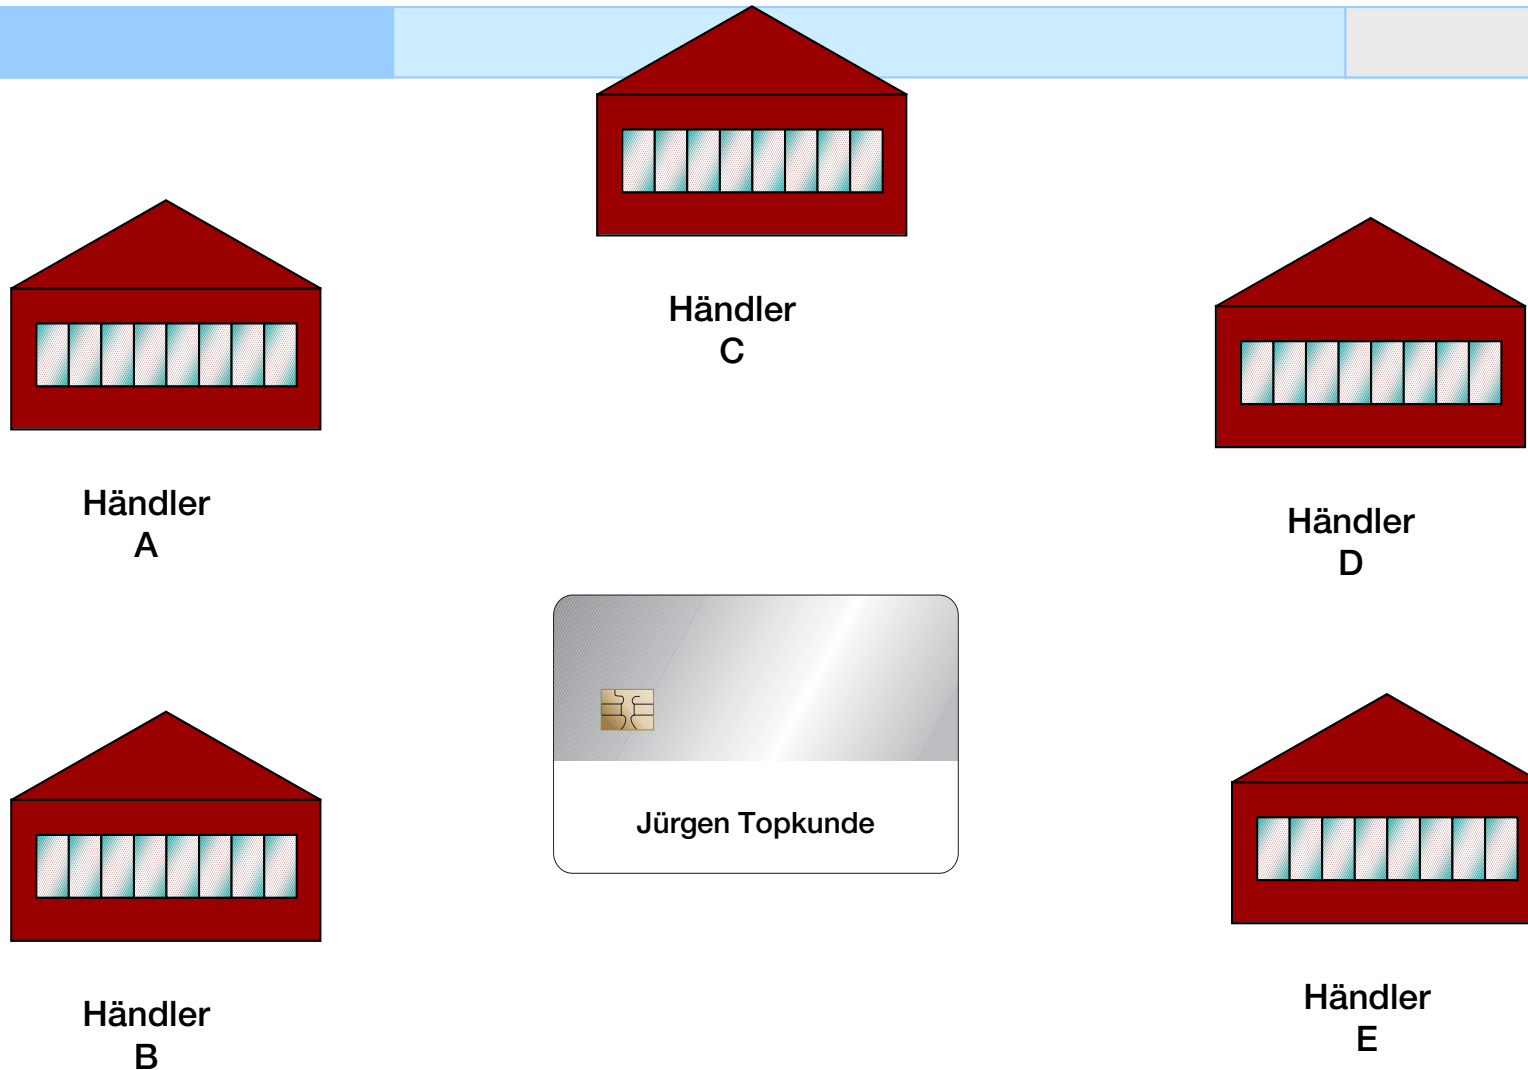 Händler
C
Händler
A
Händler
D
Jürgen Topkunde
Händler
B
Händler
E